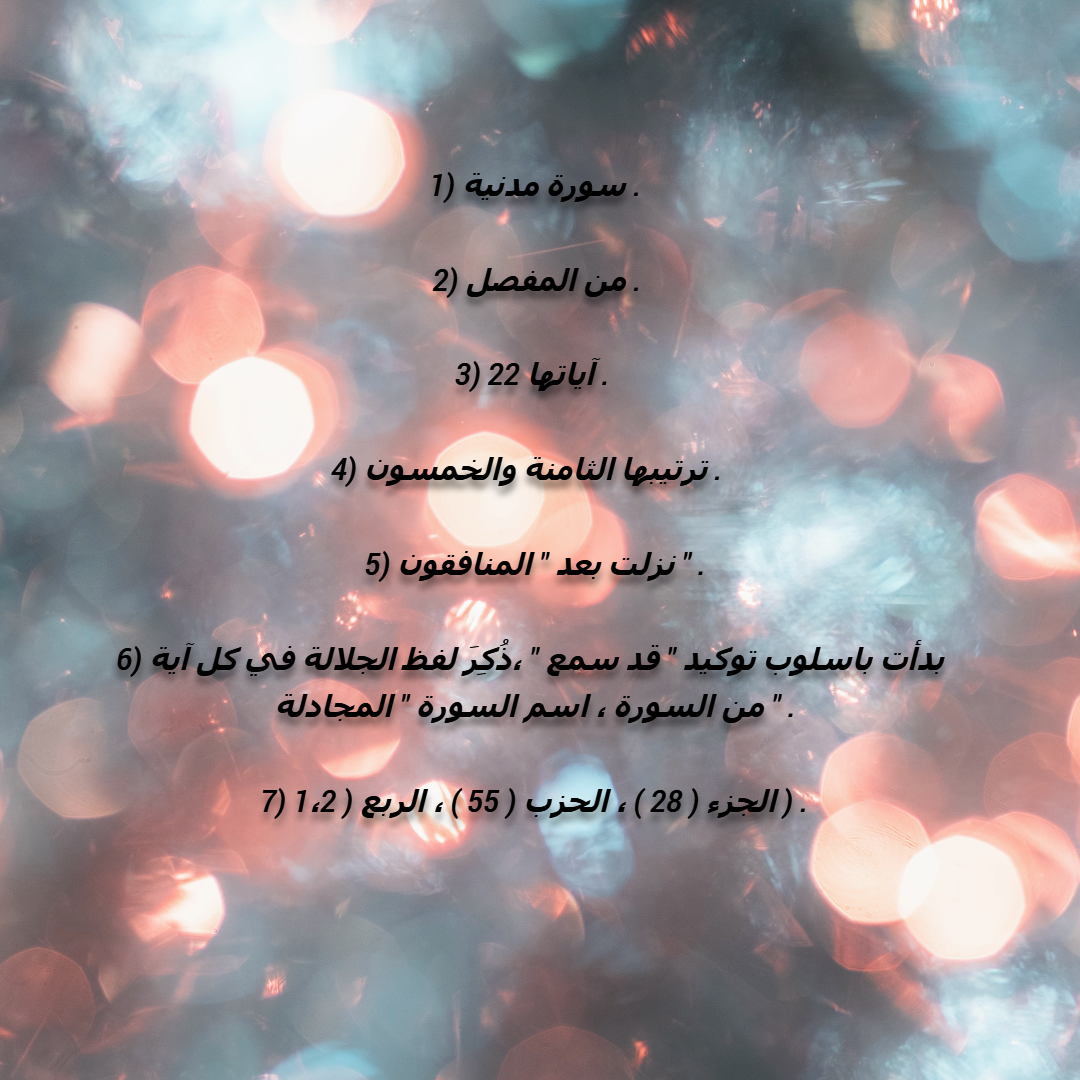 1) سورة مدنية .
2) من المفصل .
3) آياتها 22 .
4) ترتيبها الثامنة والخمسون .
5) نزلت بعد " المنافقون " .
6) بدأت باسلوب توكيد " قد سمع " ،ذُكِرَ لفظ الجلالة في كل آية
من السورة ، اسم السورة " المجادلة " .
7) الجزء ( 28 ) ، الحزب ( 55 ) ، الربع ( 1،2 ) .